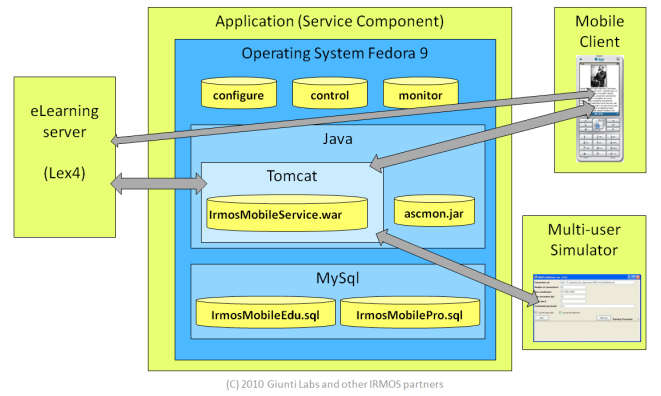 Application (Service Component)
Operating System Fedora 9
configure
control
monitor
Java
Tomcat
IrmosMobileService.war
ascmon.jar
MySql
IrmosMobileEdu.sql
IrmosMobilePro.sql
eLearning
server
(Lex4)
Mobile
Client
Multi-user
Simulator
(C) 2010 Giunti Labs and other IRMOS partners